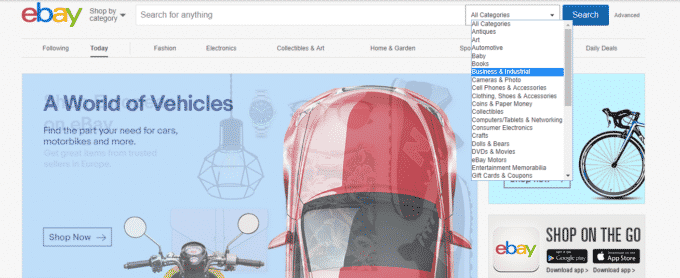 ebay
Shop by
category
Search for anything
All Categories
Search
Advanced
Following
Today
Fashion
Electronics
Collectibles & Art
Home & Garden
Spo
Daily Deals
All Categories
Antiques
Art
Automotive
Baby
Books
Business & Industrial
Cameras & Photo
Cell Phones & Accessories
Clothing, Shoes & Accessories
Coins & Paper Money
Collectibles
Computers/Tablets & Networking
Consumer Electronics
Crafts
Dolls & Bears
DVDs & Movies
eBay Motors
Entertainment Memorabilia
Gift Cards & Coupons
A World of Vehicles
on eBay
Find the part your need for cars,
motorbikes and more.
Get great items from trusted
sellers in Europe.
Shop Now
Shop Now
ebay
SHOP ON THE GO
Google play
App Store
Download app >
Download app >